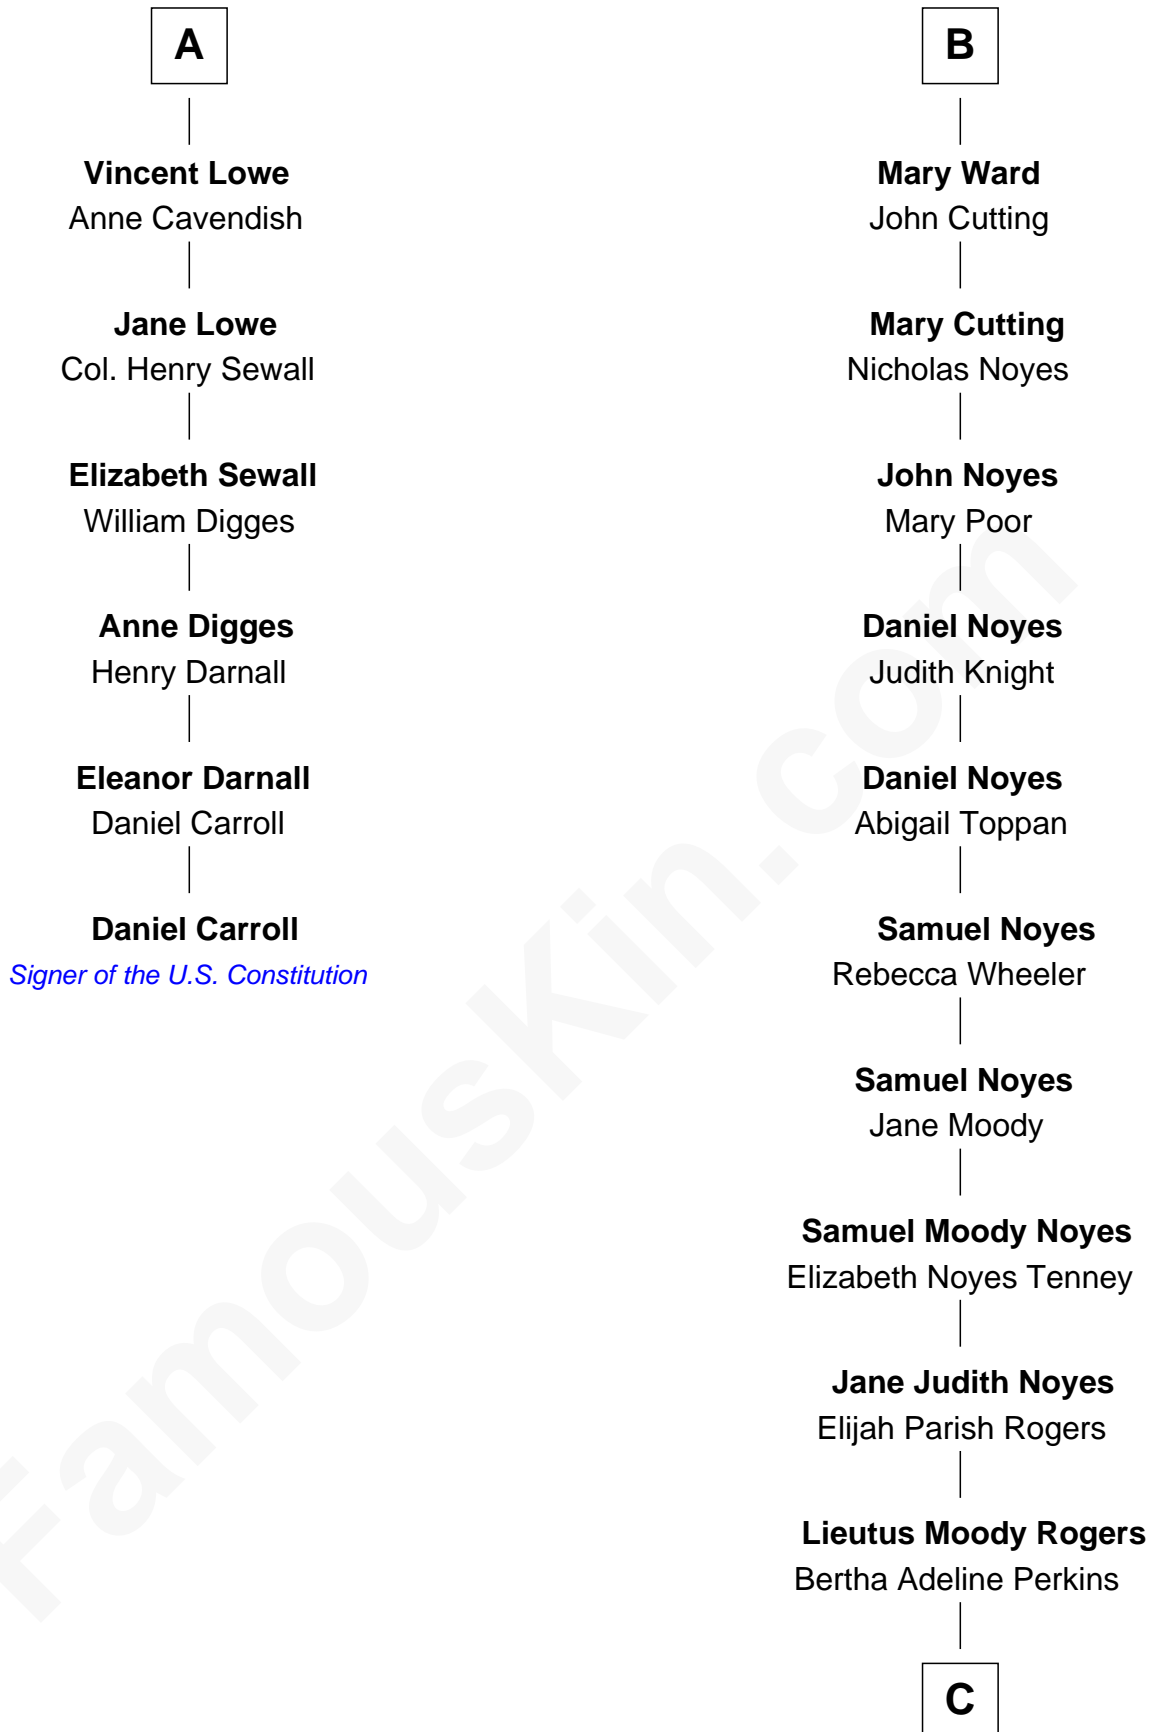 A
Vincent Lowe
Anne Cavendish
Jane Lowe
Col. Henry Sewall
Elizabeth Sewall
William Digges
Anne Digges
Henry Darnall
Eleanor Darnall
Daniel Carroll
Daniel Carroll
Signer of the U.S. Constitution
B
Mary Ward
John Cutting
Mary Cutting
Nicholas Noyes
John Noyes
Mary Poor
Daniel Noyes
Judith Knight
Daniel Noyes
Abigail Toppan
Samuel Noyes
Rebecca Wheeler
Samuel Noyes
Jane Moody
Samuel Moody Noyes
Elizabeth Noyes Tenney
Jane Judith Noyes
Elijah Parish Rogers
Lieutus Moody Rogers
Bertha Adeline Perkins
C
FamousKin.com